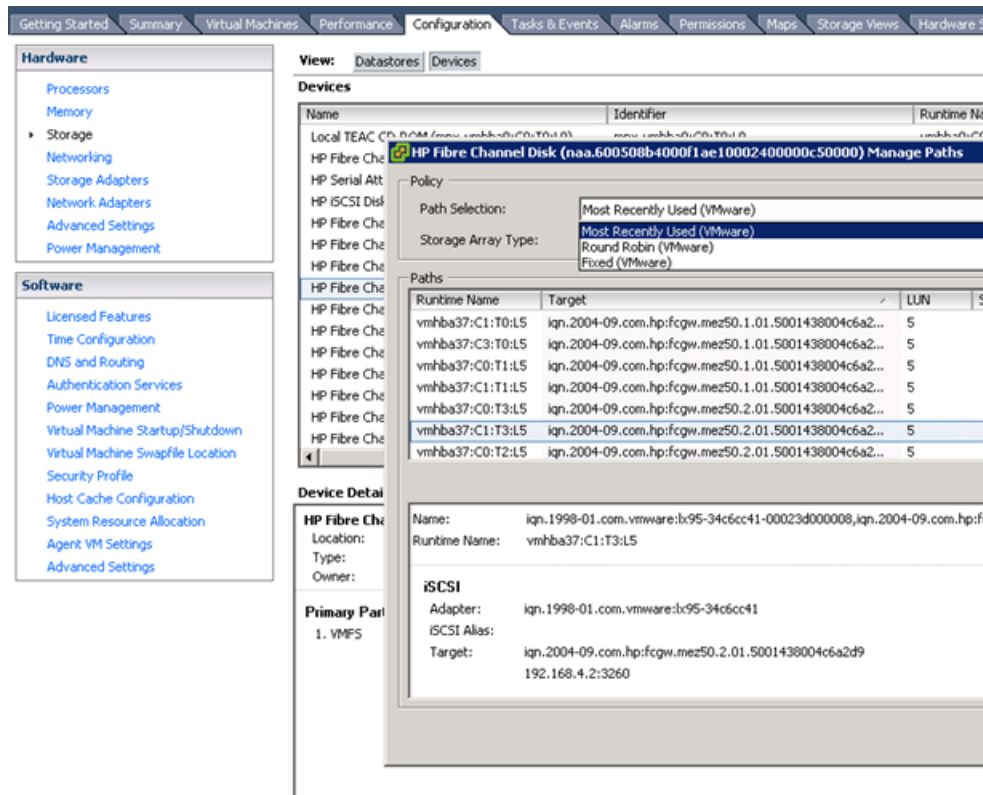 Getting Started Summary Virtual Machines Performance Configuration Tasks & Events Alarms Permissions Maps Storage Views Hardware
Hardware
Processors
Memory
Storage
Networking
Storage Adapters
Network Adapters
Advanced Settings
Power Management
Software
Licensed Features
Time Configuration
DNS and Routing
Authentication Services
Power Management
Virtual Machine Startup/Shutdown
Virtual Machine Swapfile Location
Security Profile
Host Cache Configuration
System Resource Allocation
Agent VM Settings
Advanced Settings
View: Datastores Devices
Devices
Name Identifier Runtime Na
Local TEAC CD-ROM (mpx.vmhba0:C0:T0:L0) mpx.vmhba0:C0:T0:L0 vmhba0:C0
HP Fibre Cha
HP Serial Att
HP iSCSI Disk
HP Fibre Cha
HP Fibre Cha
HP Fibre Cha
HP Fibre Cha
HP Fibre Cha
HP Fibre Cha
HP Fibre Cha
HP Fibre Cha
HP Fibre Cha
HP Fibre Cha
HP Fibre Cha
Device Detai
HP Fibre Cha
Location:
Type:
Owner:
Primary Par
1. VMFS
HP Fibre Channel Disk (naa.600508b4000f1ae10002400000c50000) Manage Paths
Policy
Path Selection: Most Recently Used (VMware)
Most Recently Used (VMware)
Storage Array Type: Round Robin (VMware)
Fixed (VMware)
Paths
Runtime Name Target LUN S
vmhba37:C1:T0:L5 iqn.2004-09.com.hp:fcgw.mez50.1.01.5001438004c6a2... 5
vmhba37:C3:T0:L5 iqn.2004-09.com.hp:fcgw.mez50.1.01.5001438004c6a2... 5
vmhba37:C0:T1:L5 iqn.2004-09.com.hp:fcgw.mez50.1.01.5001438004c6a2... 5
vmhba37:C1:T1:L5 iqn.2004-09.com.hp:fcgw.mez50.1.01.5001438004c6a2... 5
vmhba37:C0:T3:L5 iqn.2004-09.com.hp:fcgw.mez50.2.01.5001438004c6a2... 5
vmhba37:C1:T3:L5 iqn.2004-09.com.hp:fcgw.mez50.2.01.5001438004c6a2... 5
vmhba37:C0:T2:L5 iqn.2004-09.com.hp:fcgw.mez50.2.01.5001438004c6a2... 5
Name: iqn.1998-01.com.vmware:lx95-34c6cc41-00023d000008,iqn.2004-09.com.hp:f
Runtime Name: vmhba37:C1:T3:L5
iSCSI
Adapter: iqn.1998-01.com.vmware:lx95-34c6cc41
iSCSI Alias:
Target: iqn.2004-09.com.hp:fcgw.mez50.2.01.5001438004c6a2d9
192.168.4.2:3260